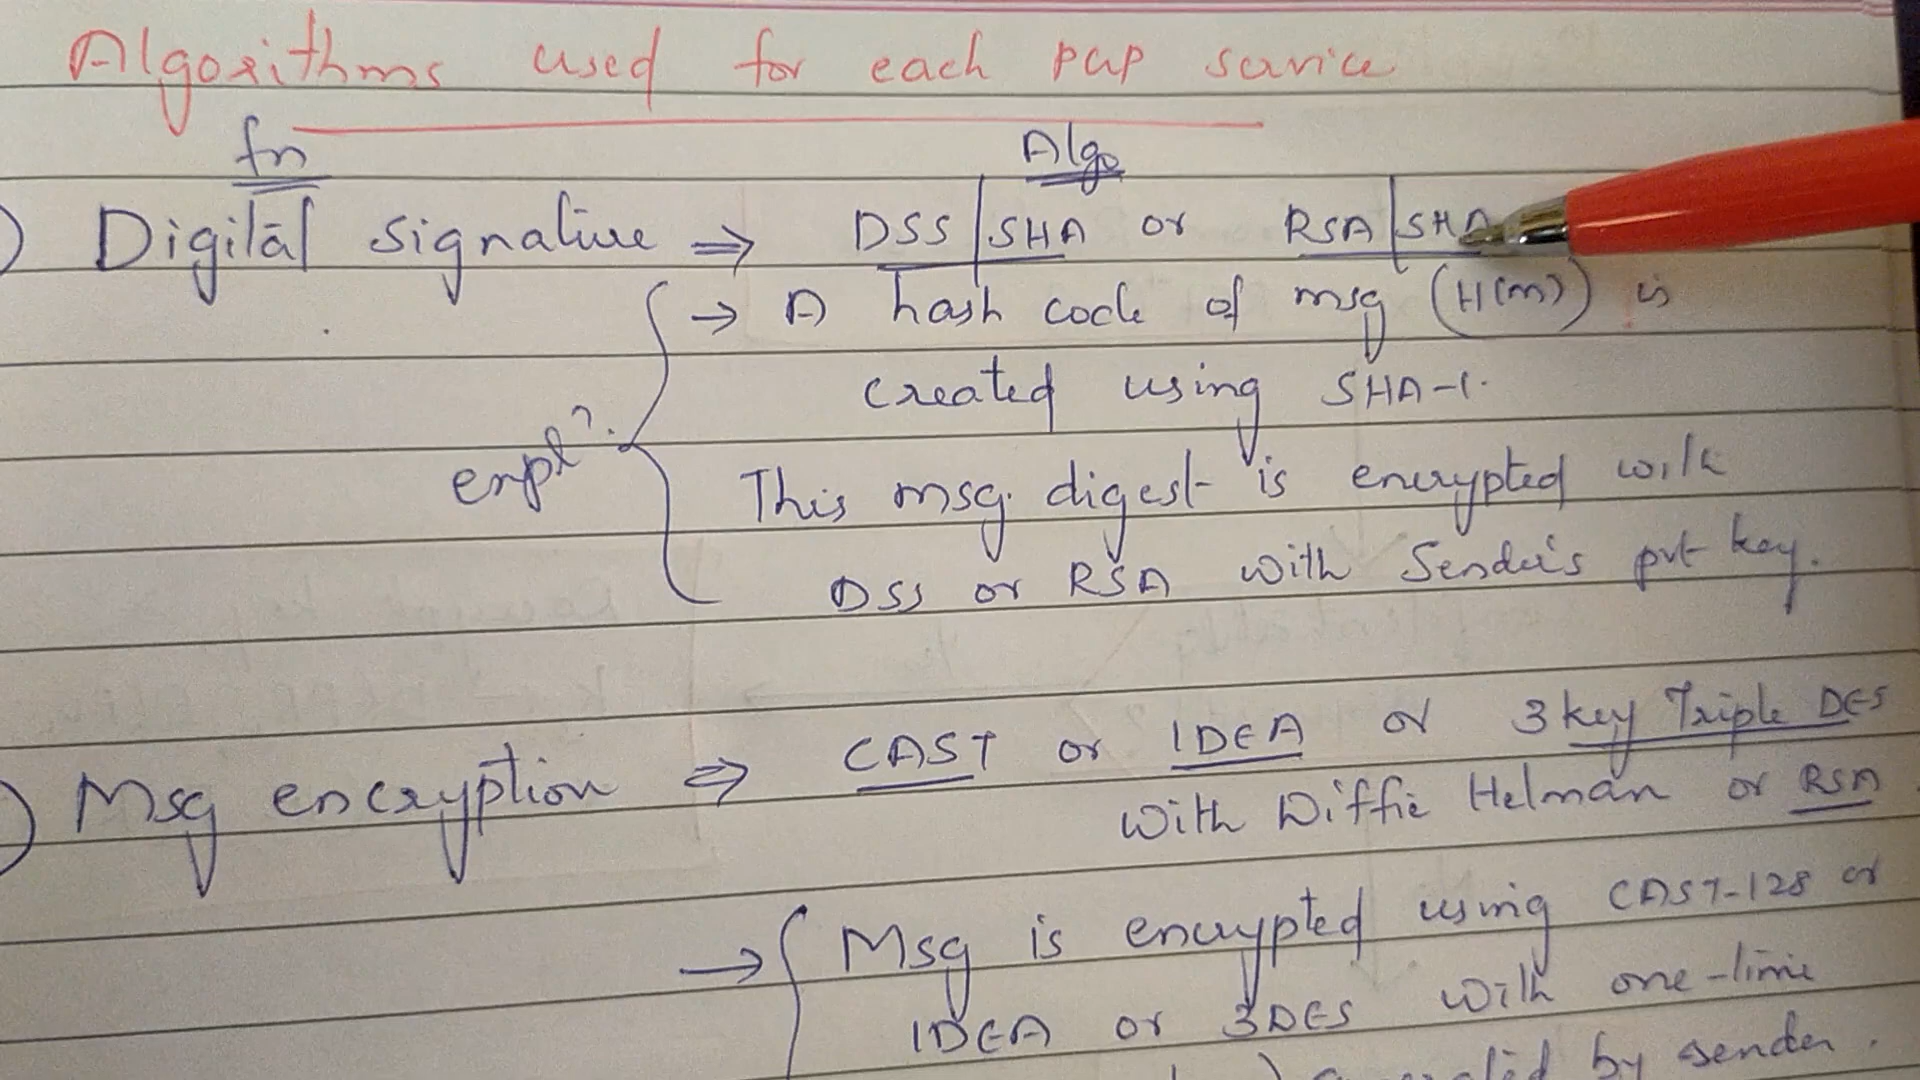 Algorithms used for each PGP service
fn Algo
) Digital signature ⇒ DSS | SHA or RSA | SHA
→ A hash code of msg (H(m)) is
created using SHA-1.
expl?.
This msg. digest is encrypted with
DSS or RSA with Sender's pvt key.
) Msg encryption ⇒ CAST or IDEA or 3 key Triple DES
with Diffie Helman or RSA.
→ Msg is encrypted using CAST-128 or
IDEA or 3DES with one-time
by sender.